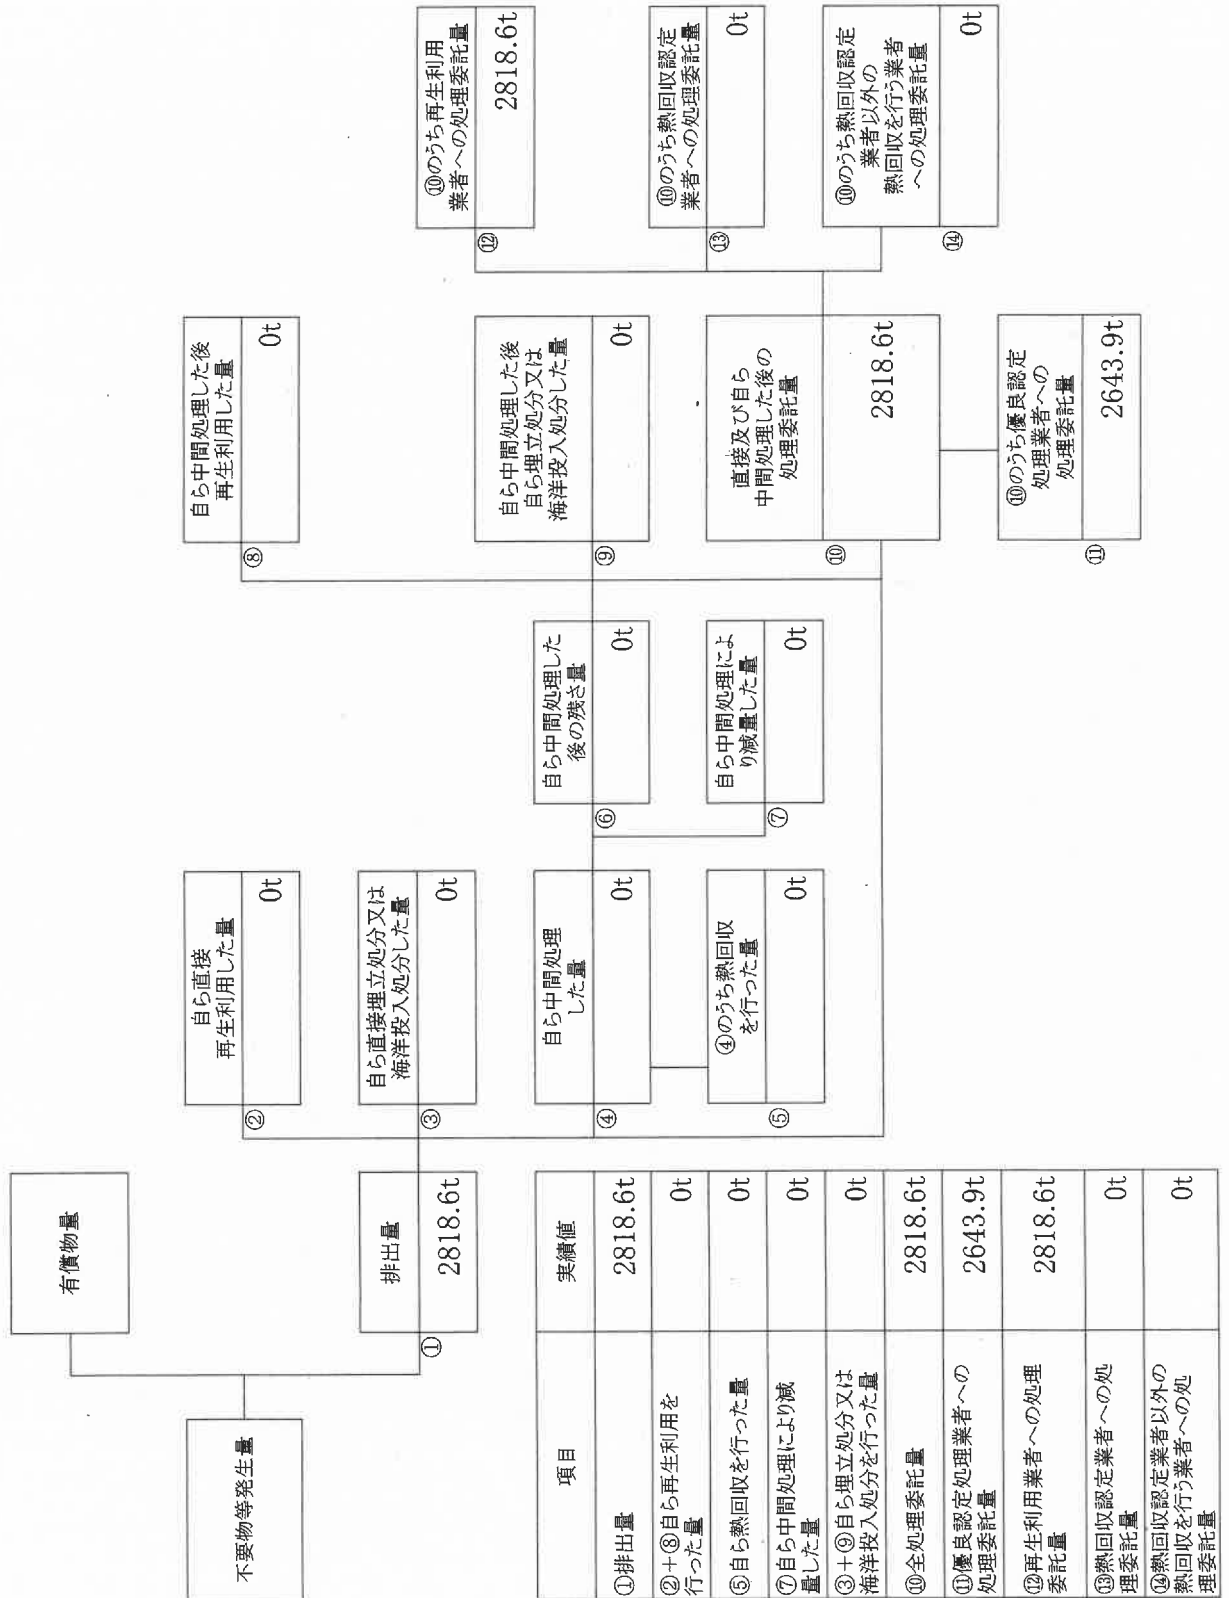 不要物等発生量
有償物量
①
排出量
2818.6t
②
自ら直接
再生利用した量
0t
③
自ら直接埋立処分又は
海洋投入処分した量
0t
④
自ら中間処理
した量
0t
⑤
④のうち熱回収
を行った量
0t
⑥
自ら中間処理した
後の残さ量
0t
⑦
自ら中間処理によ
り減量した量
0t
⑧
自ら中間処理した後
再生利用した量
0t
⑨
自ら中間処理した後
自ら埋立処分又は
海洋投入処分した量
0t
⑩
直接及び自ら
中間処理した後の
処理委託量
2818.6t
⑪
⑩のうち優良認定
処理業者への
処理委託量
2643.9t
⑫
⑩のうち再生利用
業者への処理委託量
2818.6t
⑬
⑩のうち熱回収認定
業者への処理委託量
0t
⑭
⑩のうち熱回収認定
業者以外の
熱回収を行う業者
への処理委託量
0t
項目
実績値
①排出量
2818.6t
②+⑧自ら再生利用を
行った量
0t
⑤自ら熱回収を行った量
0t
⑦自ら中間処理により減
量した量
0t
③+⑨自ら埋立処分又は
海洋投入処分を行った量
0t
⑩全処理委託量
2818.6t
⑪優良認定処理業者への
処理委託量
2643.9t
⑫再生利用業者への処理
委託量
2818.6t
⑬熱回収認定業者への処
理委託量
0t
⑭熱回収認定業者以外の
熱回収を行う業者への処
理委託量
0t